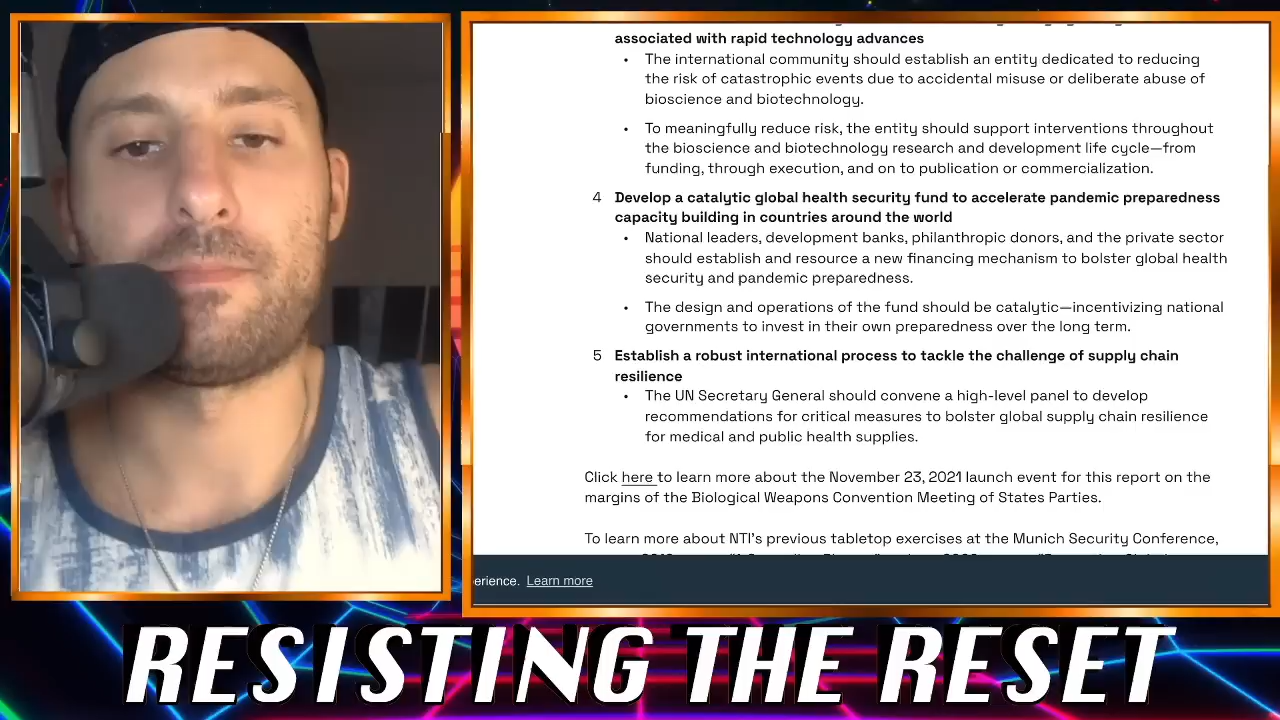 associated with rapid technology advances
• The international community should establish an entity dedicated to reducing
the risk of catastrophic events due to accidental misuse or deliberate abuse of
bioscience and biotechnology.
• To meaningfully reduce risk, the entity should support interventions throughout
the bioscience and biotechnology research and development life cycle—from
funding, through execution, and on to publication or commercialization.
4 Develop a catalytic global health security fund to accelerate pandemic preparedness
capacity building in countries around the world
• National leaders, development banks, philanthropic donors, and the private sector
should establish and resource a new financing mechanism to bolster global health
security and pandemic preparedness.
• The design and operations of the fund should be catalytic—incentivizing national
governments to invest in their own preparedness over the long term.
5 Establish a robust international process to tackle the challenge of supply chain
resilience
• The UN Secretary General should convene a high-level panel to develop
recommendations for critical measures to bolster global supply chain resilience
for medical and public health supplies.
Click here to learn more about the November 23, 2021 launch event for this report on the
margins of the Biological Weapons Convention Meeting of States Parties.
To learn more about NTI's previous tabletop exercises at the Munich Security Conference,
erience. Learn more
RESISTING THE RESET